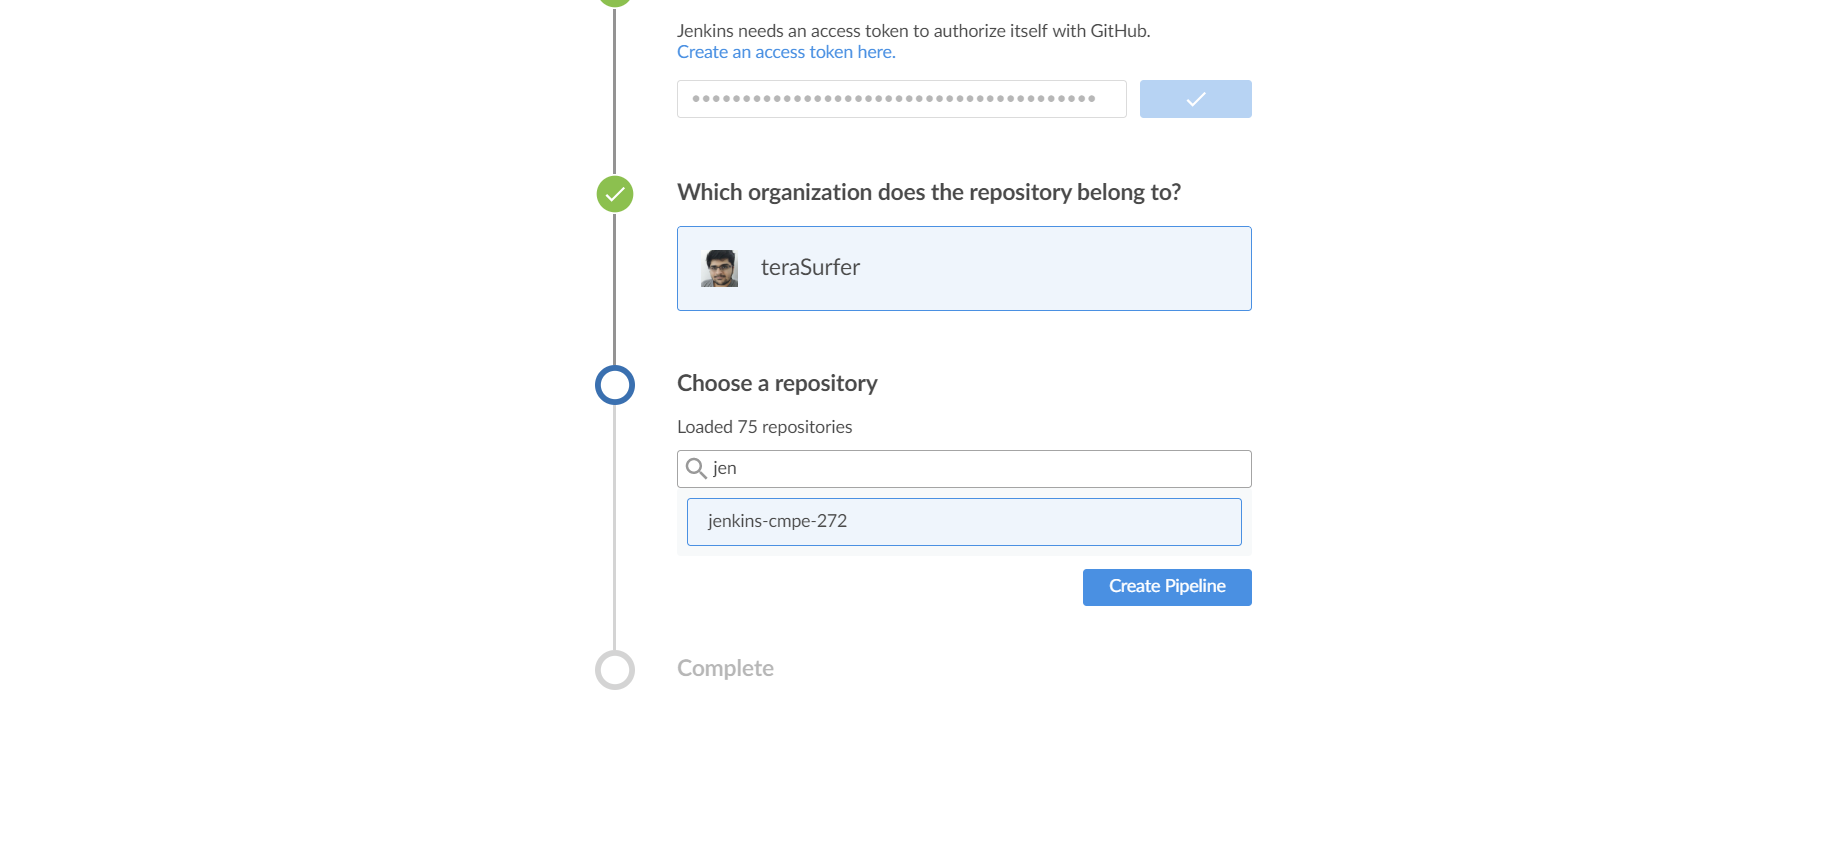 Jenkins needs an access token to authorize itself with GitHub.
Create an access token here.
Which organization does the repository belong to?
teraSurfer
Choose a repository
Loaded 75 repositories
jen
jenkins-cmpe-272
Create Pipeline
Complete